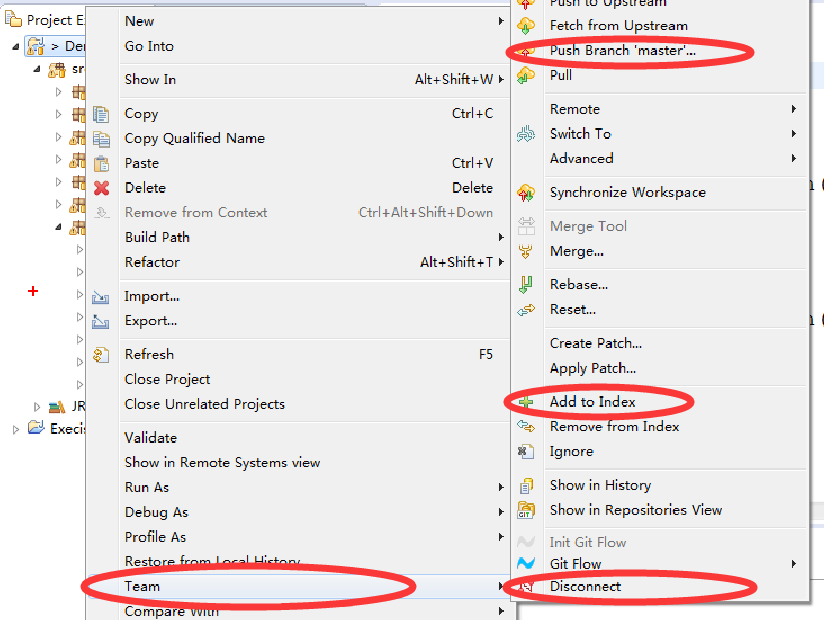 Project E
> De
sr
JR
Execis
New
Go Into
Show In Alt+Shift+W
Copy Ctrl+C
Copy Qualified Name
Paste Ctrl+V
Delete Delete
Remove from Context Ctrl+Alt+Shift+Down
Build Path
Refactor Alt+Shift+T
Import...
Export...
Refresh F5
Close Project
Close Unrelated Projects
Validate
Show in Remote Systems view
Run As
Debug As
Profile As
Restore from Local History...
Team
Compare With
Push to Upstream
Fetch from Upstream
Push Branch 'master'...
Pull
Remote
Switch To
Advanced
Synchronize Workspace
Merge Tool
Merge...
Rebase...
Reset...
Create Patch...
Apply Patch...
Add to Index
Remove from Index
Ignore
Show in History
Show in Repositories View
Init Git Flow
Git Flow
Disconnect